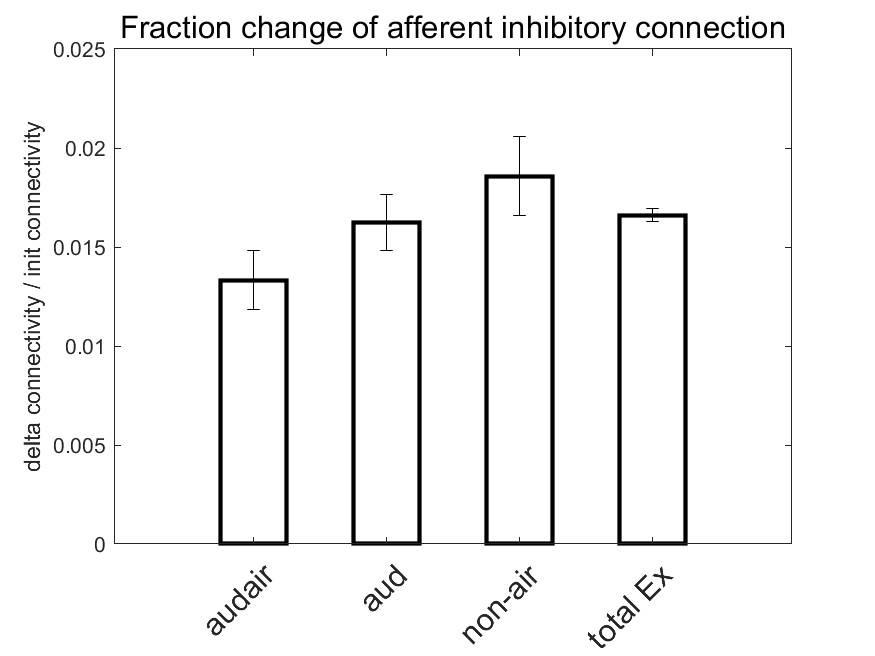 Fraction change of afferent inhibitory connection
delta connectivity / init connectivity
0.025
0.02
0.015
0.01
0.005
0
audair
aud
non-air
total Ex